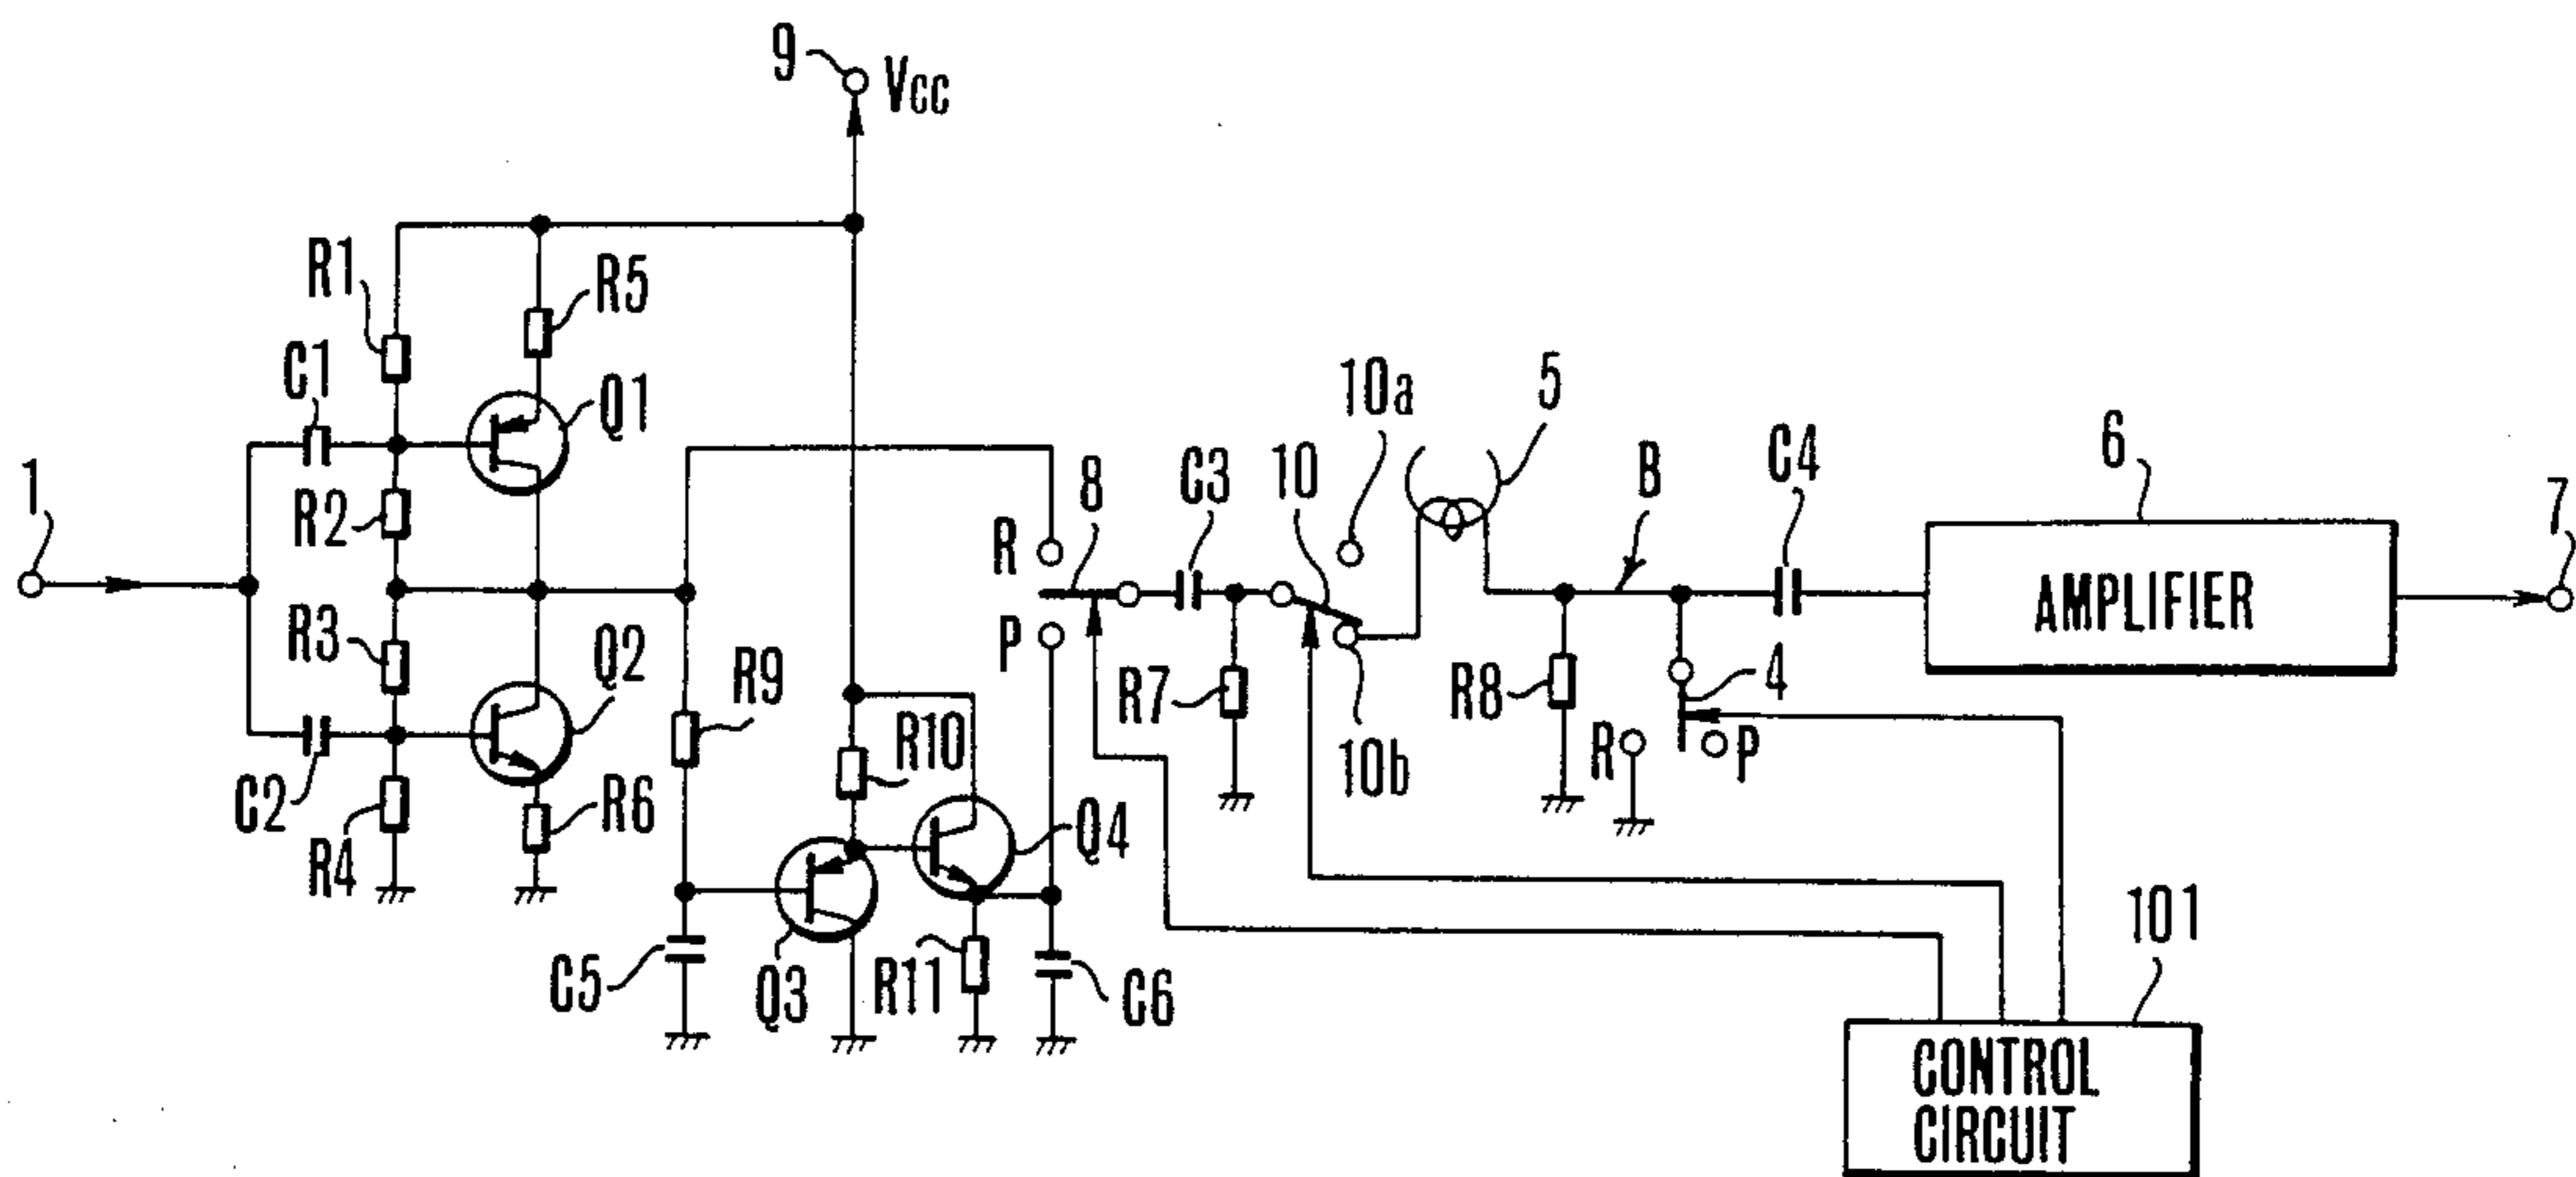 9
Vcc
R1
R5
C1
Q1
10a
5
1
R2
8
C3
10
B
C4
6
7
R
AMPLIFIER
R3
Q2
P
R9
R7
R8
4
C2
R10
10b
R
P
R4
R6
Q4
101
C5
Q3
R11
C6
CONTROL
CIRCUIT